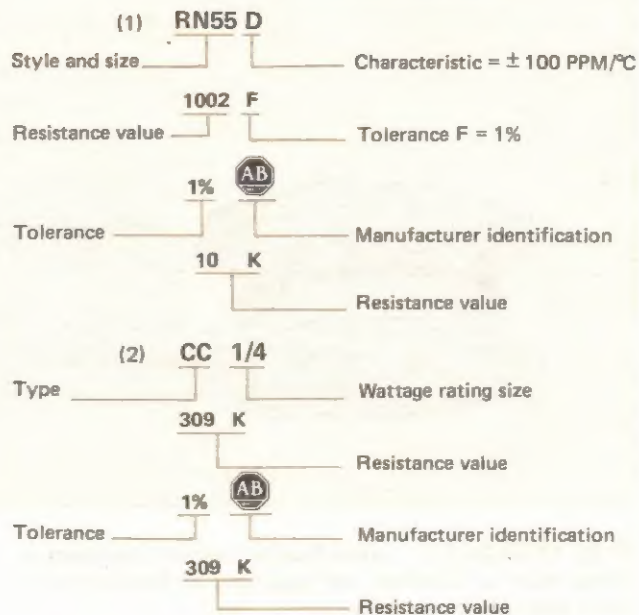 (1) RN55 D
Style and size Characteristic = ± 100 PPM/°C
1002 F
Resistance value Tolerance F = 1%
1% AB
Tolerance Manufacturer identification
10 K
Resistance value
(2) CC 1/4
Type Wattage rating size
309 K
Resistance value
1% AB
Tolerance Manufacturer identification
309 K
Resistance value